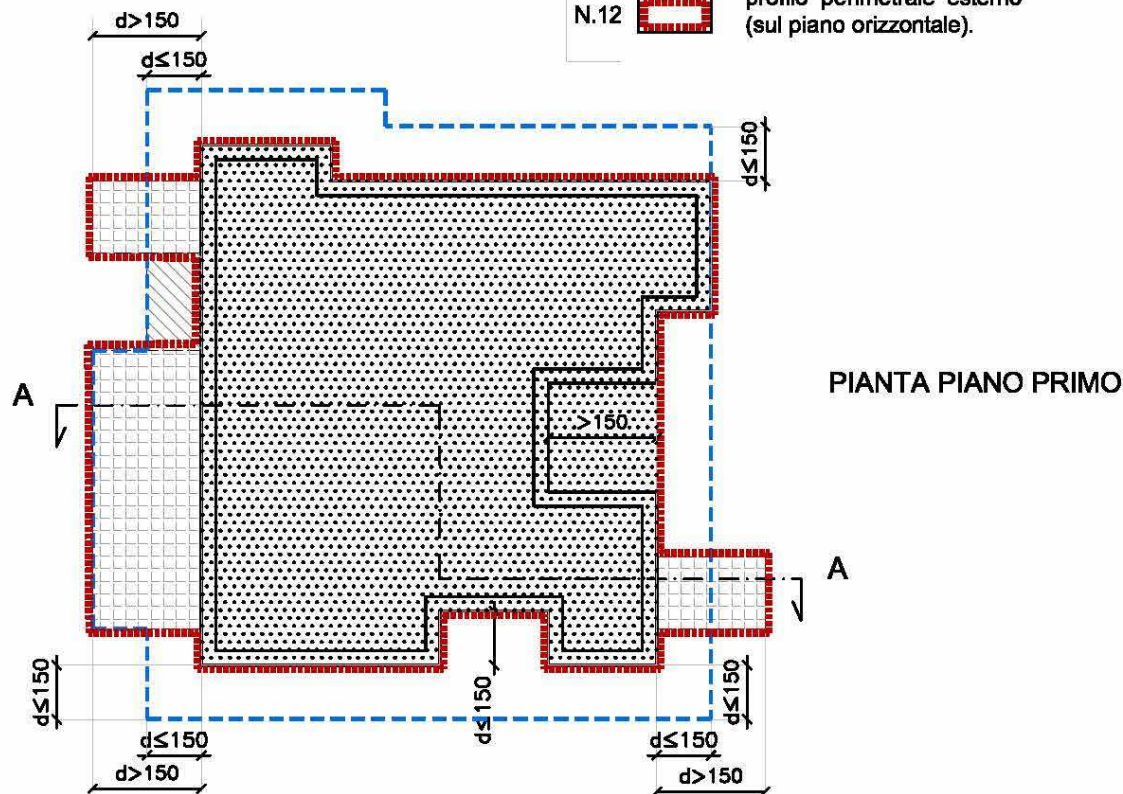 d>150
d≤150
N.12
profilo perimetrale esterno
(sul piano orizzontale).
d≤150
PIANTA PIANO PRIMO
A
>150
A
d≤150
d≤150
d≤150
d≤150
d≤150
d>150
d>150